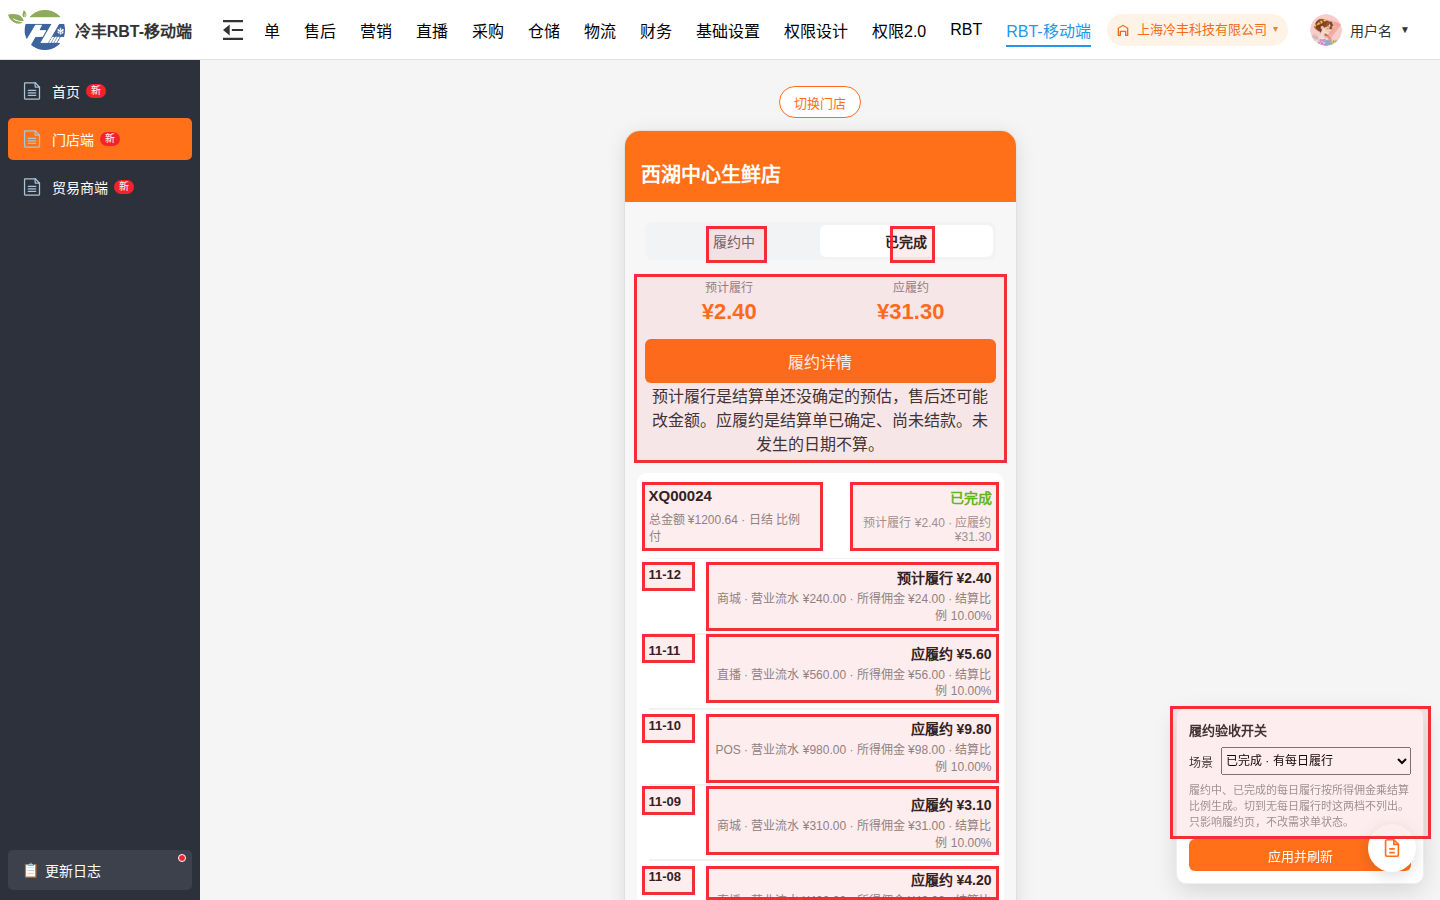 冷丰RBT-移动端
单 售后 营销 直播 采购 仓储 物流 财务 基础设置 权限设计 权限2.0 RBT RBT-移动端
上海冷丰科技有限公司
用户名
首页 新
门店端 新
贸易商端 新
更新日志
切换门店
西湖中心生鲜店
履约中 已完成
预计履行 应履约
¥2.40 ¥31.30
履约详情
预计履行是结算单还没确定的预估，售后还可能
改金额。应履约是结算单已确定、尚未结款。未
发生的日期不算。
XQ00024 已完成
总金额 ¥1200.64 · 日结 比例
付
预计履行 ¥2.40 · 应履约
¥31.30
11-12 预计履行 ¥2.40
商城 · 营业流水 ¥240.00 · 所得佣金 ¥24.00 · 结算比
例 10.00%
11-11 应履约 ¥5.60
直播 · 营业流水 ¥560.00 · 所得佣金 ¥56.00 · 结算比
例 10.00%
11-10 应履约 ¥9.80
POS · 营业流水 ¥980.00 · 所得佣金 ¥98.00 · 结算比
例 10.00%
11-09 应履约 ¥3.10
商城 · 营业流水 ¥310.00 · 所得佣金 ¥31.00 · 结算比
例 10.00%
11-08 应履约 ¥4.20
履约验收开关
场景 已完成 · 有每日履行
履约中、已完成的每日履行按所得佣金乘结算
比例生成。切到无每日履行时这两档不列出。
只影响履约页，不改需求单状态。
应用并刷新